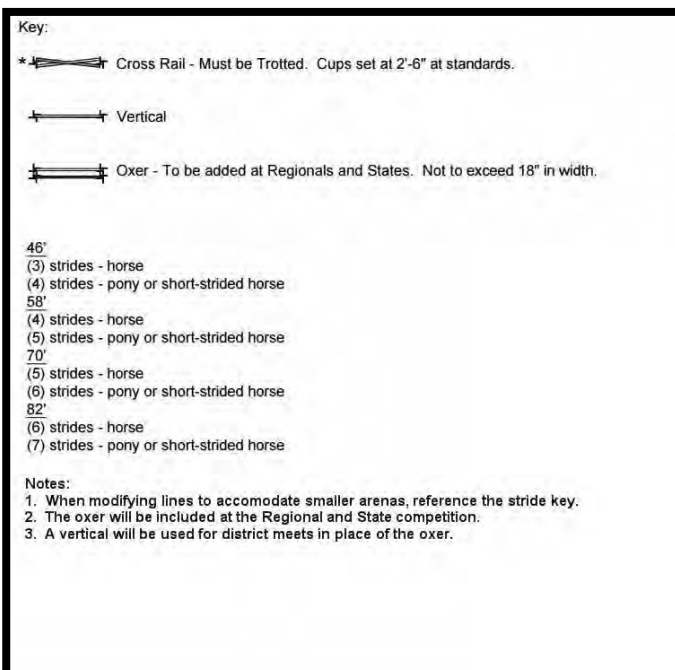 Key:
* Cross Rail - Must be Trotted. Cups set at 2'-6" at standards.
Vertical
Oxer - To be added at Regionals and States. Not to exceed 18" in width.
46'
(3) strides - horse
(4) strides - pony or short-strided horse
58'
(4) strides - horse
(5) strides - pony or short-strided horse
70'
(5) strides - horse
(6) strides - pony or short-strided horse
82'
(6) strides - horse
(7) strides - pony or short-strided horse
Notes:
1. When modifying lines to accomodate smaller arenas, reference the stride key.
2. The oxer will be included at the Regional and State competition.
3. A vertical will be used for district meets in place of the oxer.